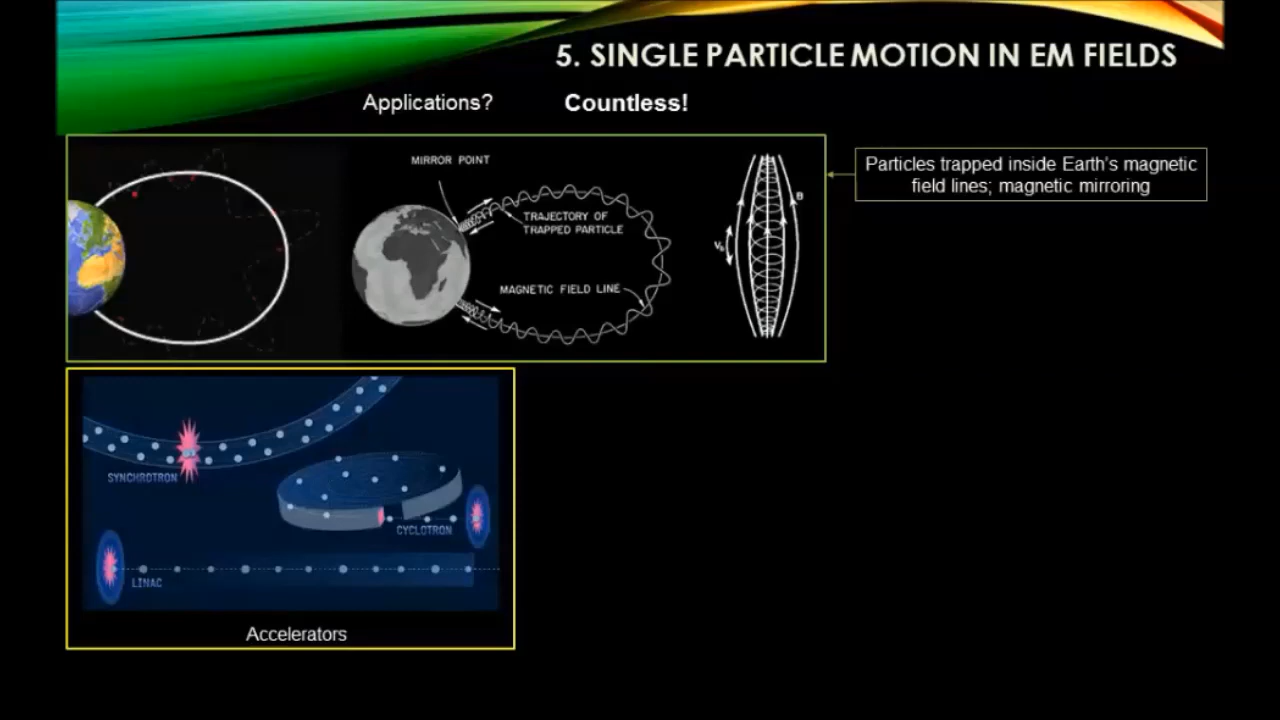 5. SINGLE PARTICLE MOTION IN EM FIELDS
Applications? Countless!
MIRROR POINT
TRAJECTORY OF
TRAPPED PARTICLE
MAGNETIC FIELD LINE
B
Particles trapped inside Earth's magnetic
field lines; magnetic mirroring
SYNCHROTRON
CYCLOTRON
LINAC
Accelerators